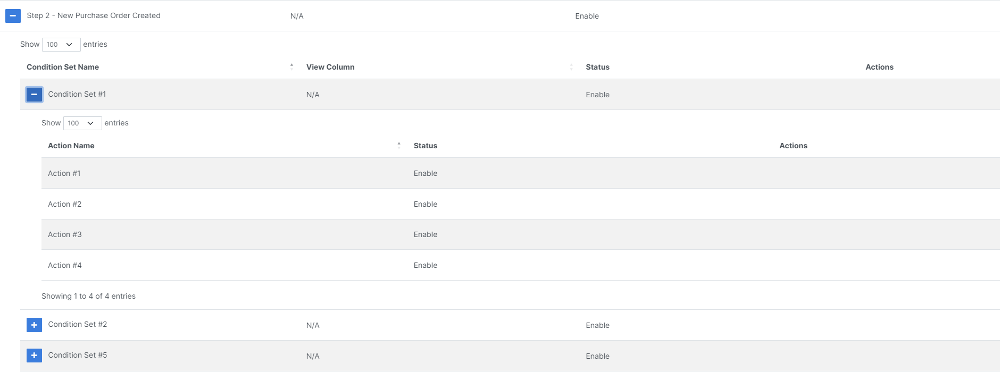 Step 2 - New Purchase Order Created N/A Enable
Show 100 entries
Condition Set Name View Column Status Actions
Condition Set #1 N/A Enable
Show 100 entries
Action Name Status Actions
Action #1 Enable
Action #2 Enable
Action #3 Enable
Action #4 Enable
Showing 1 to 4 of 4 entries
Condition Set #2 N/A Enable
Condition Set #5 N/A Enable